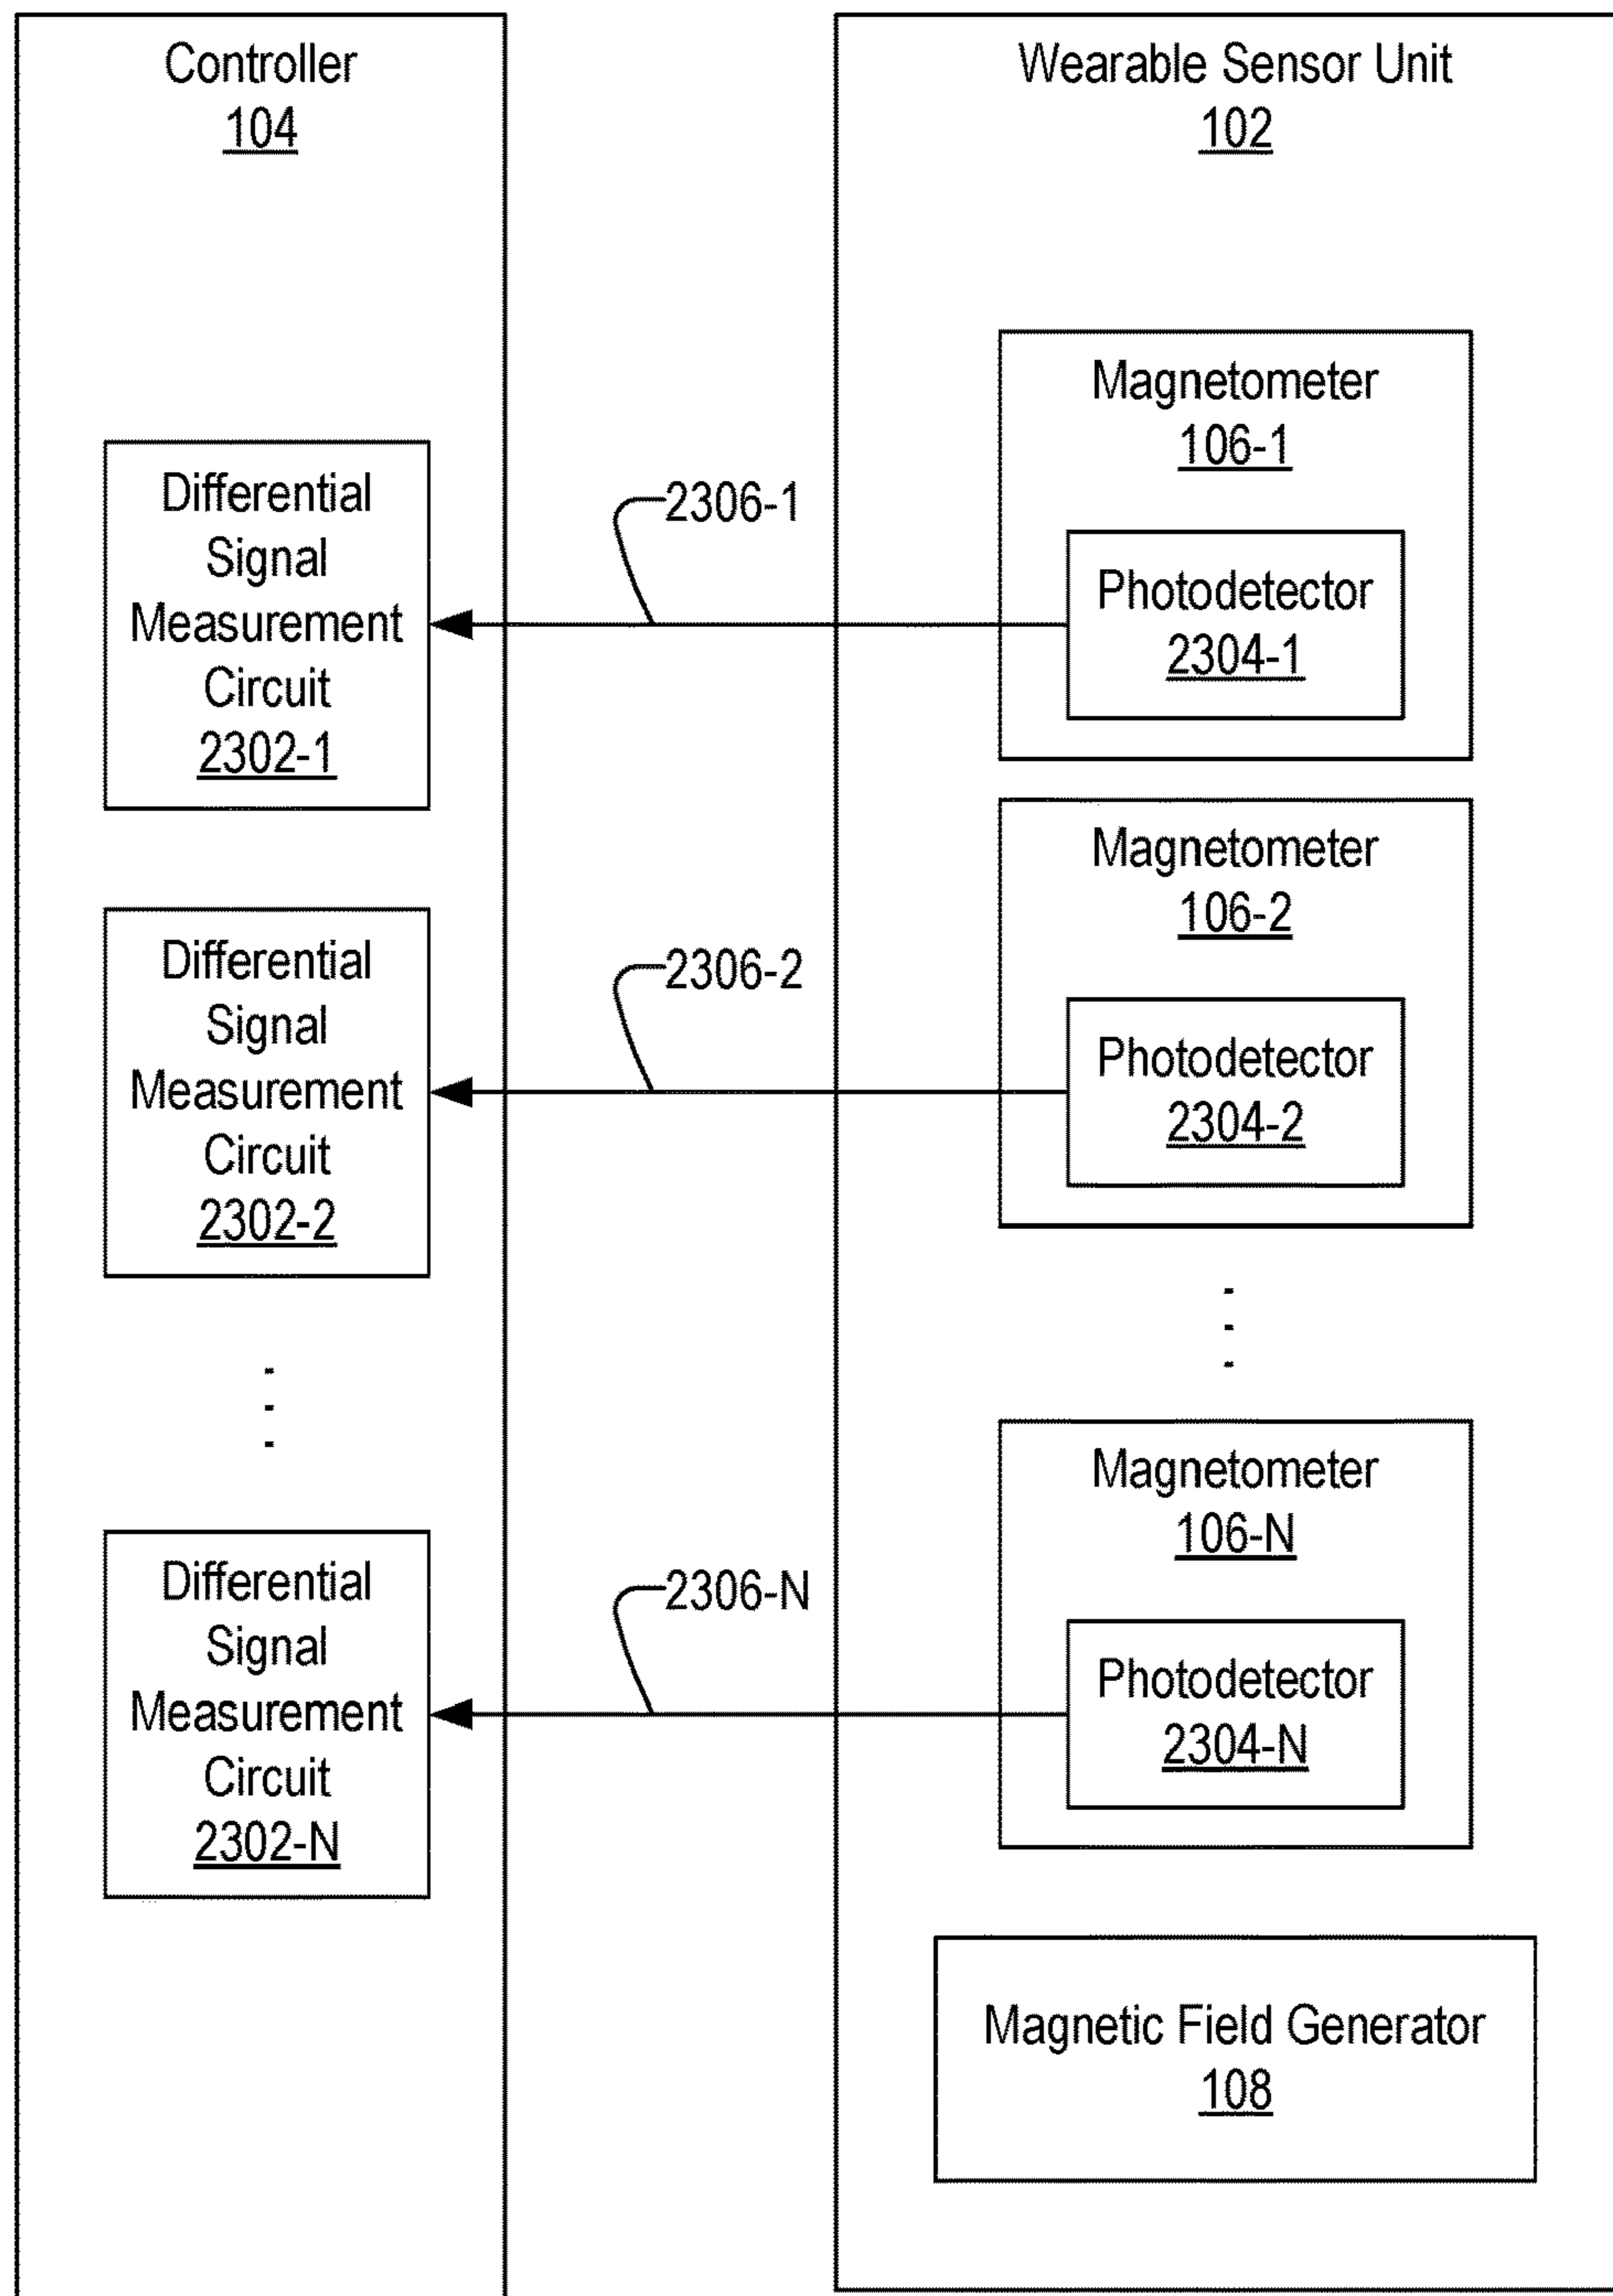 Controller
104
Differential
Signal
Measurement
Circuit
2302-1
Differential
Signal
Measurement
Circuit
2302-2
Differential
Signal
Measurement
Circuit
2302-N
2306-1
2306-2
2306-N
Wearable Sensor Unit
102
Magnetometer
106-1
Photodetector
2304-1
Magnetometer
106-2
Photodetector
2304-2
Magnetometer
106-N
Photodetector
2304-N
Magnetic Field Generator
108